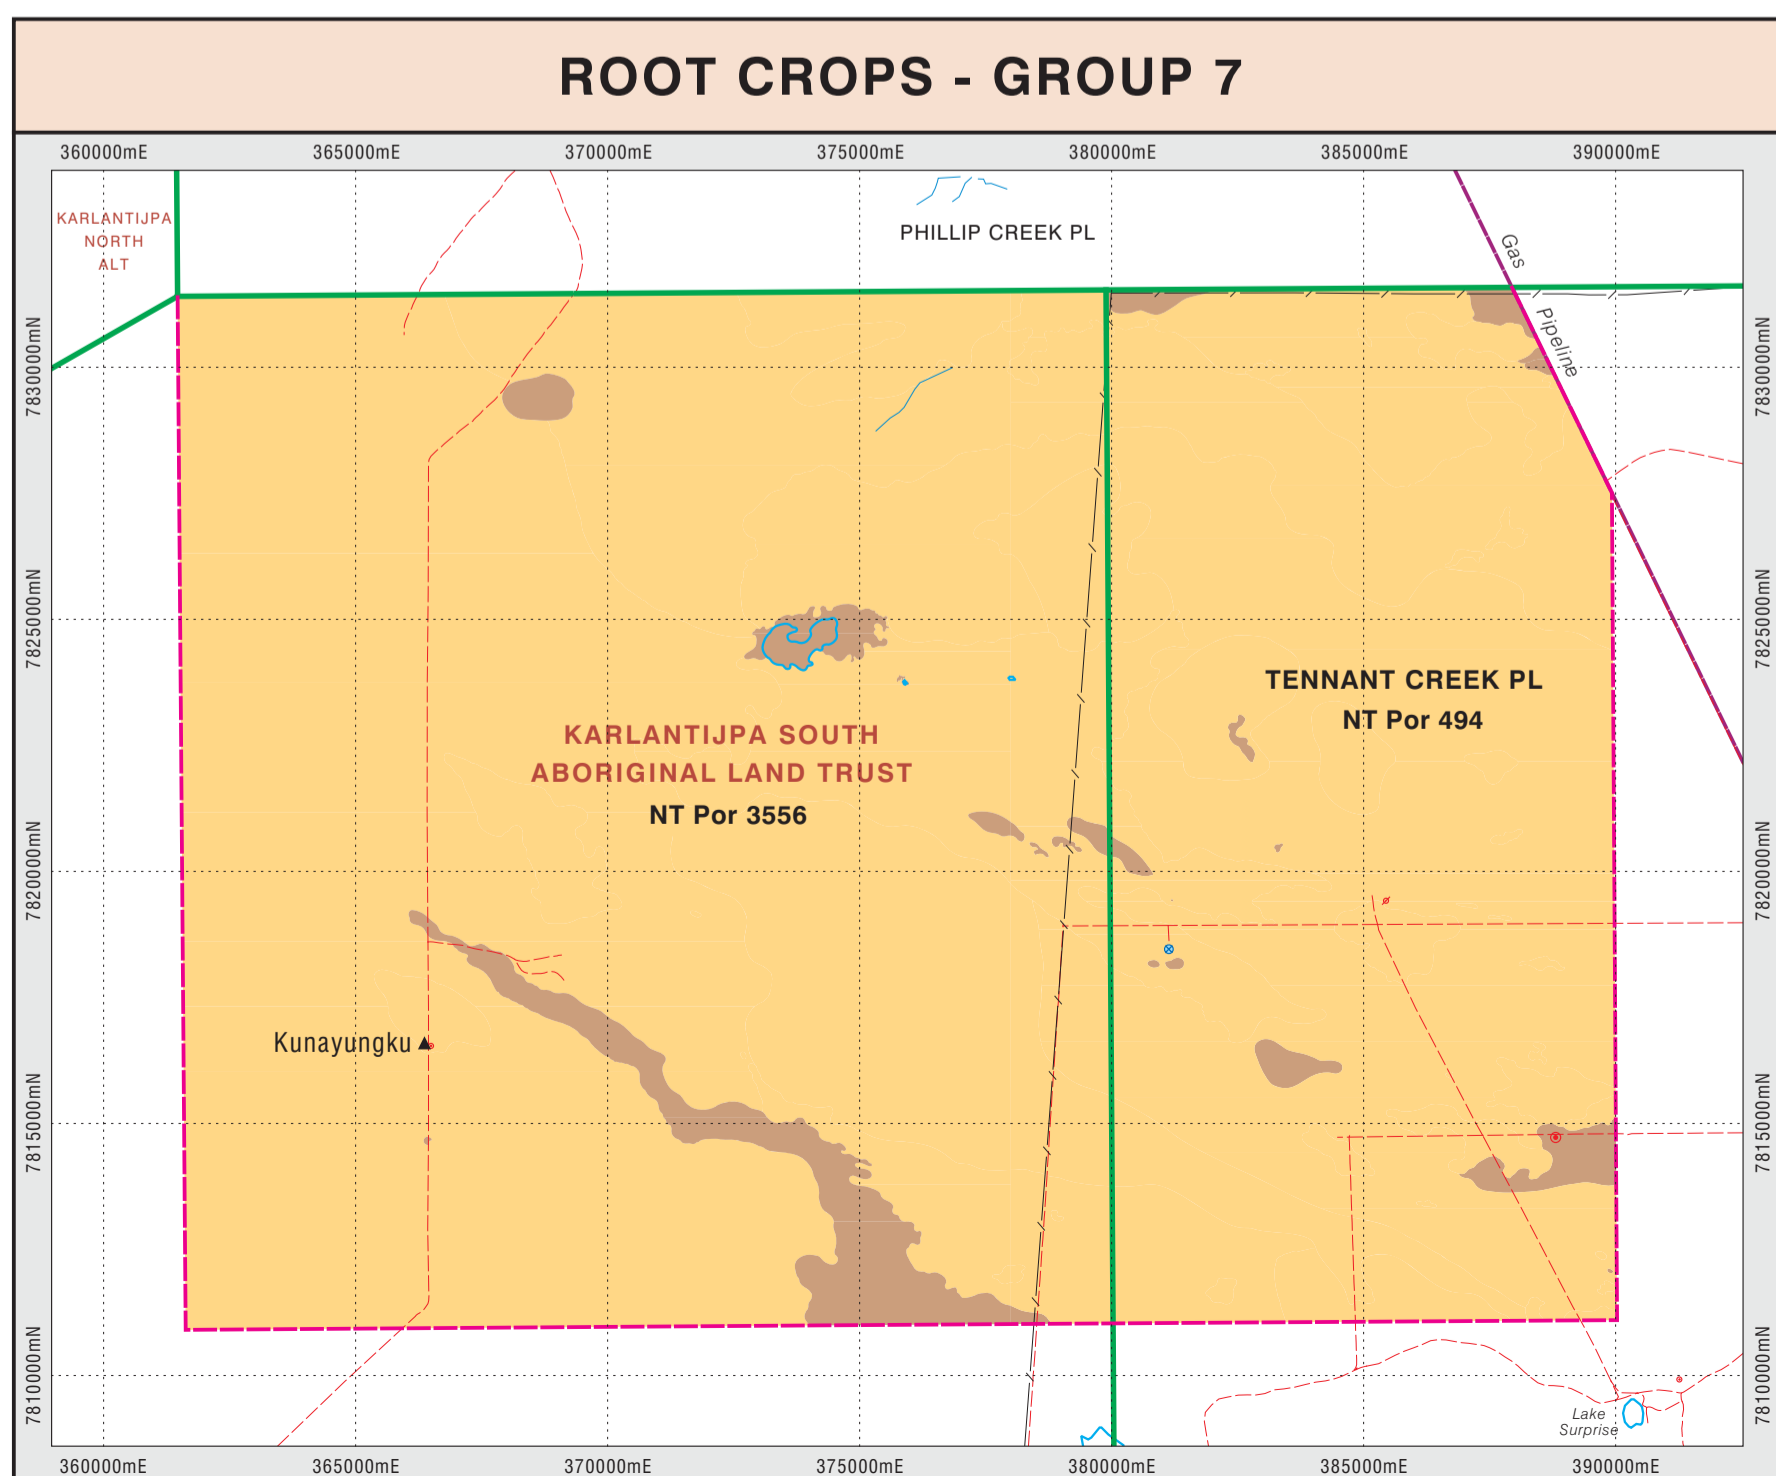 ROOT CROPS - GROUP 7
360000mE 365000mE 370000mE 375000mE 380000mE 385000mE 390000mE
KARLANTIJPA
NORTH
ALT
PHILLIP CREEK PL
Gas
Pipeline
7830000mN
7830000mN
7825000mN
7825000mN
TENNANT CREEK PL
NT Por 494
KARLANTIJPA SOUTH
ABORIGINAL LAND TRUST
NT Por 3556
7820000mN
7820000mN
Kunayungku
7815000mN
7815000mN
7810000mN
7810000mN
Lake
Surprise
360000mE 365000mE 370000mE 375000mE 380000mE 385000mE 390000mE